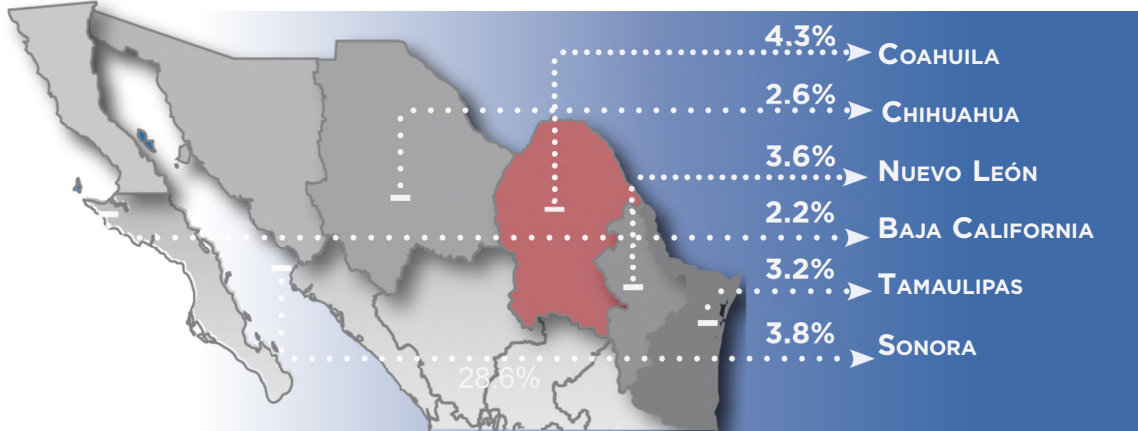 4.3% Coahuila
2.6% Chihuahua
3.6% Nuevo León
2.2% Baja California
3.2% Tamaulipas
3.8% Sonora
28.6%